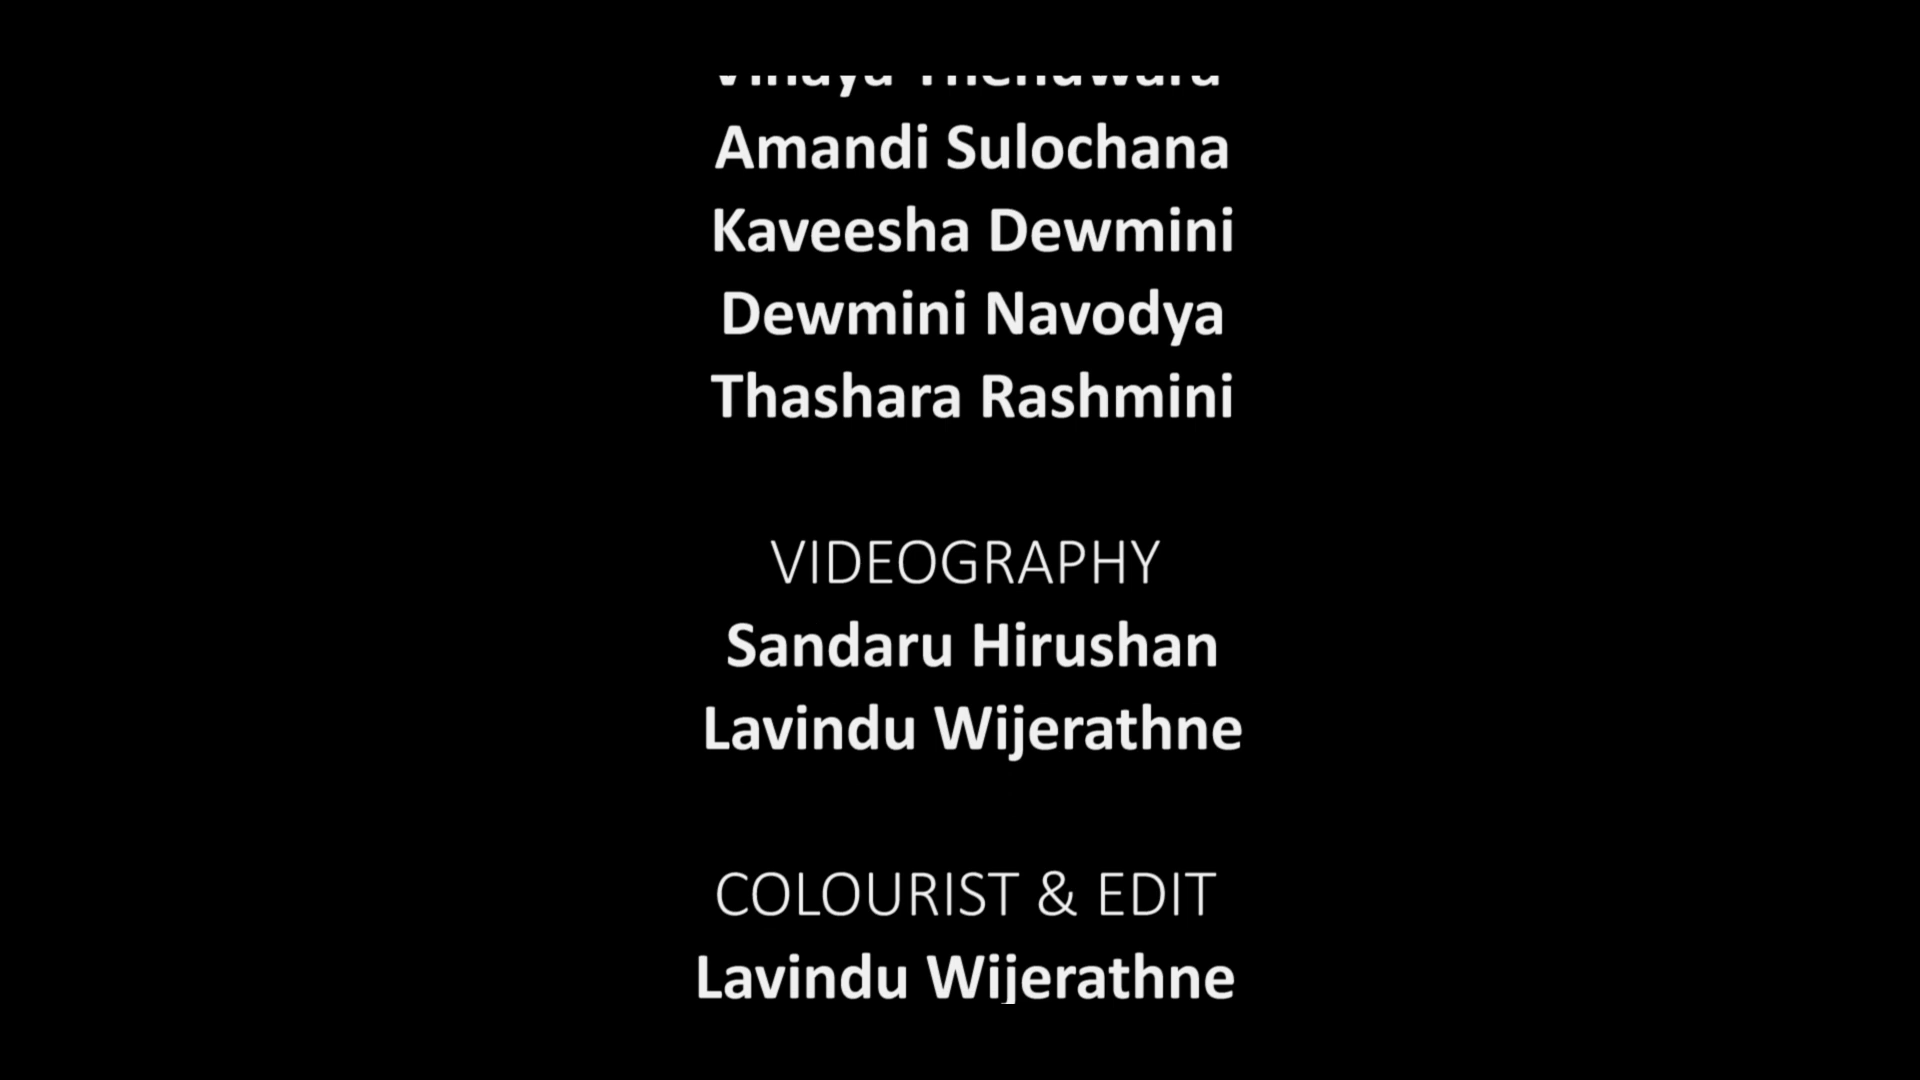 Amandi Sulochana
Kaveesha Dewmini
Dewmini Navodya
Thashara Rashmini
VIDEOGRAPHY
Sandaru Hirushan
Lavindu Wijerathne
COLOURIST & EDIT
Lavindu Wijerathne